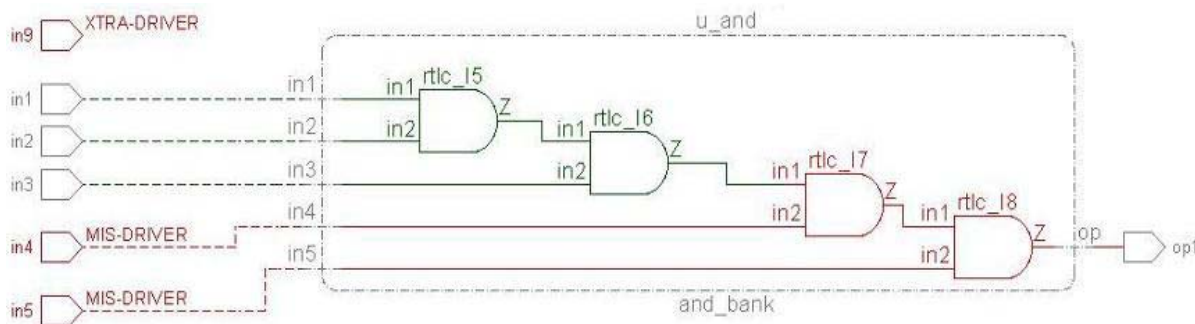 XTRA-DRIVER
in9
u_and
in1
in1
in1
rtlc_I5
Z
in2
in2
in2
in1
rtlc_I6
Z
in3
in3
in2
in1
rtlc_I7
Z
in4
MIS-DRIVER
in4
in2
in1
rtlc_I8
Z
op
op1
in5
MIS-DRIVER
in5
in2
and_bank